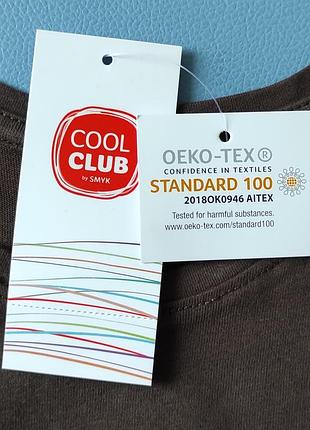 COOL
CLUB
by SMYK
OEKO-TEX®
CONFIDENCE IN TEXTILES
STANDARD 100
2018OK0946 AITEX
Tested for harmful substances.
www.oeko-tex.com/standard100